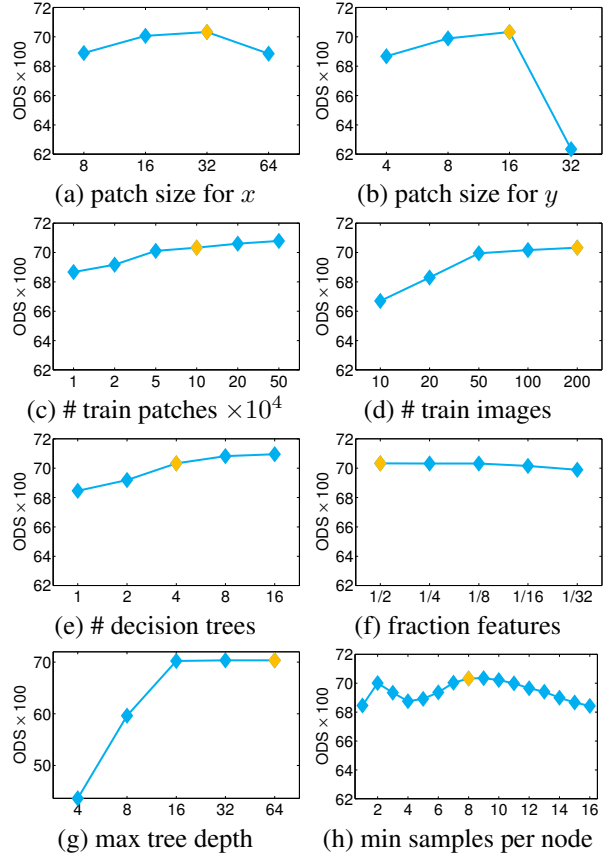 72
70
68
66
64
62
ODS × 100
8 16 32 64
(a) patch size for x
72
70
68
66
64
62
ODS × 100
4 8 16 32
(b) patch size for y
72
70
68
66
64
62
ODS × 100
1 2 5 10 20 50
(c) # train patches ×10^4
72
70
68
66
64
62
ODS × 100
10 20 50 100 200
(d) # train images
72
70
68
66
64
62
ODS × 100
1 2 4 8 16
(e) # decision trees
72
70
68
66
64
62
ODS × 100
1/2 1/4 1/8 1/16 1/32
(f) fraction features
70
60
50
ODS × 100
4 8 16 32 64
(g) max tree depth
72
70
68
66
64
62
ODS × 100
2 4 6 8 10 12 14 16
(h) min samples per node